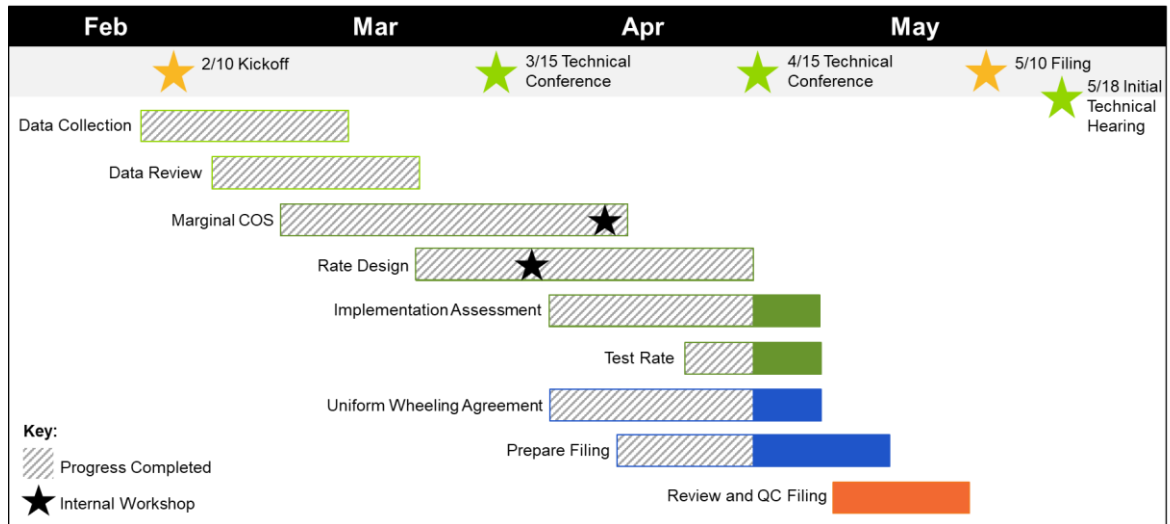 Feb Mar Apr May
2/10 Kickoff
3/15 Technical
Conference
4/15 Technical
Conference
5/10 Filing
5/18 Initial
Technical
Hearing
Data Collection
Data Review
Marginal COS
Rate Design
Implementation Assessment
Test Rate
Uniform Wheeling Agreement
Prepare Filing
Review and QC Filing
Key:
Progress Completed
Internal Workshop